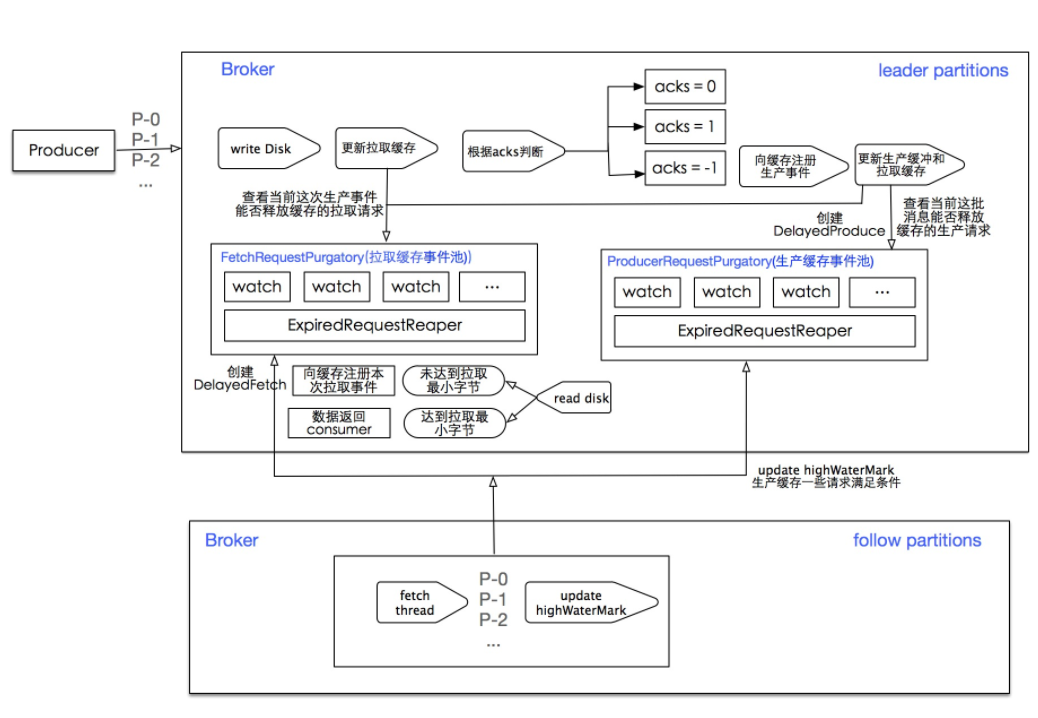 Broker
leader partitions
Producer
P-0
P-1
P-2
...
write Disk
更新拉取缓存
根据acks判断
acks = 0
acks = 1
acks = -1
向缓存注册
生产事件
更新生产缓冲和
拉取缓存
查看当前这次生产事件
能否释放缓存的拉取请求
创建
DelayedProduce
查看当前这批
消息能否释放
缓存的生产请求
FetchRequestPurgatory(拉取缓存事件池))
watch
watch
watch
...
ExpiredRequestReaper
ProducerRequestPurgatory(生产缓存事件池)
watch
watch
watch
...
ExpiredRequestReaper
创建
DelayedFetch
向缓存注册本
次拉取事件
未达到拉取
最小字节
read disk
数据返回
consumer
达到拉取最
小字节
update highWaterMark
生产缓存一些请求满足条件
Broker
follow partitions
fetch
thread
P-0
P-1
P-2
...
update
highWaterMark